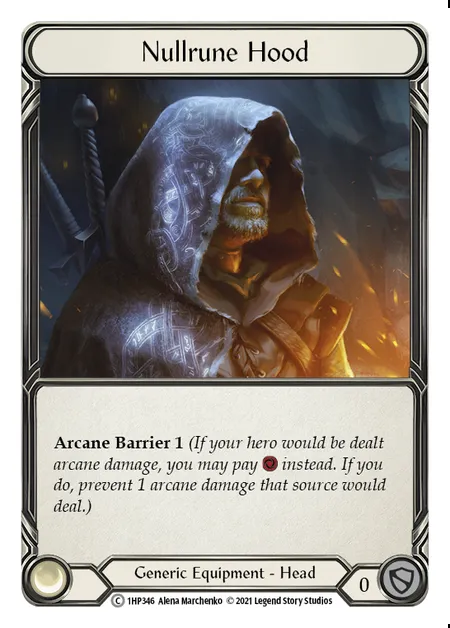 Nullrune Hood
Arcane Barrier 1 (If your hero would be dealt
arcane damage, you may pay instead. If you
do, prevent 1 arcane damage that source would
deal.)
Generic Equipment - Head
0
C 1HP346 Alena Marchenko © 2021 Legend Story Studios